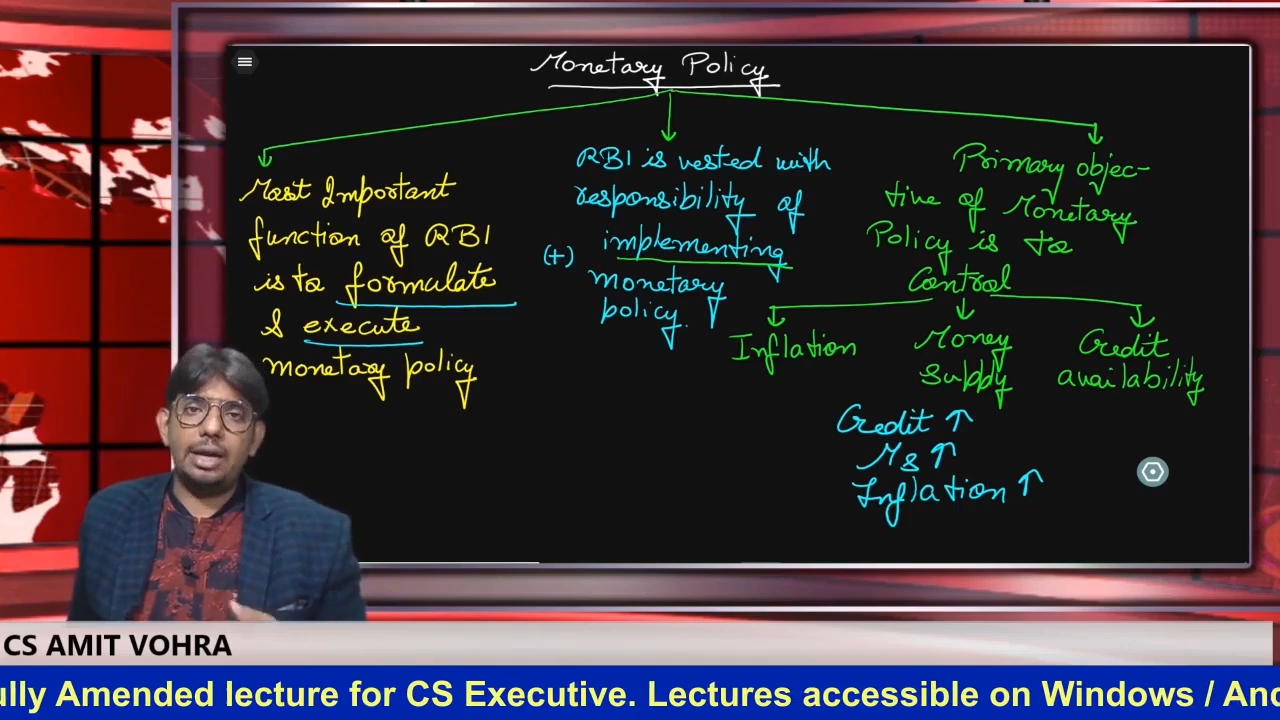 Monetary Policy
Most Important
function of RBI
is to formulate
& execute
monetary policy
RBI is vested with
responsibility of
(+) implementing
monetary
policy.
Primary objec-
tive of Monetary
Policy is to
Control
Inflation
Money
Supply
Credit
availability
Credit ↑
Ms ↑
Inflation ↑
CS AMIT VOHRA
ully Amended lecture for CS Executive. Lectures accessible on Windows / And